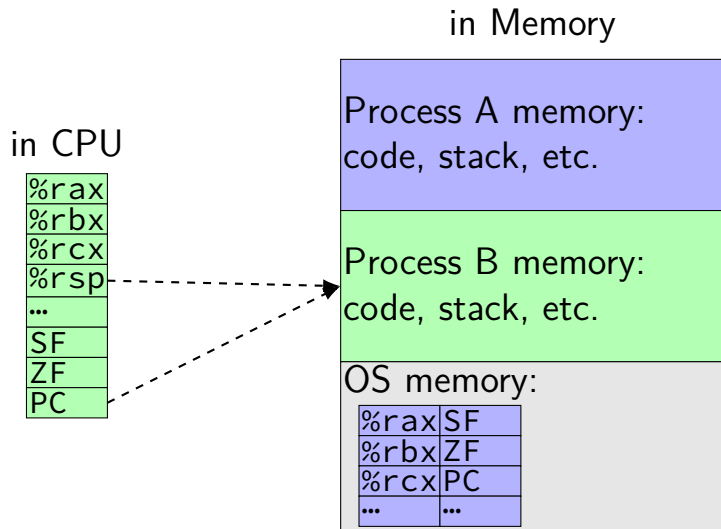 in Memory
Process A memory:
code, stack, etc.
in CPU
%rax
%rbx
%rcx
%rsp
…
SF
ZF
PC
Process B memory:
code, stack, etc.
OS memory:
%rax SF
%rbx ZF
%rcx PC
… …